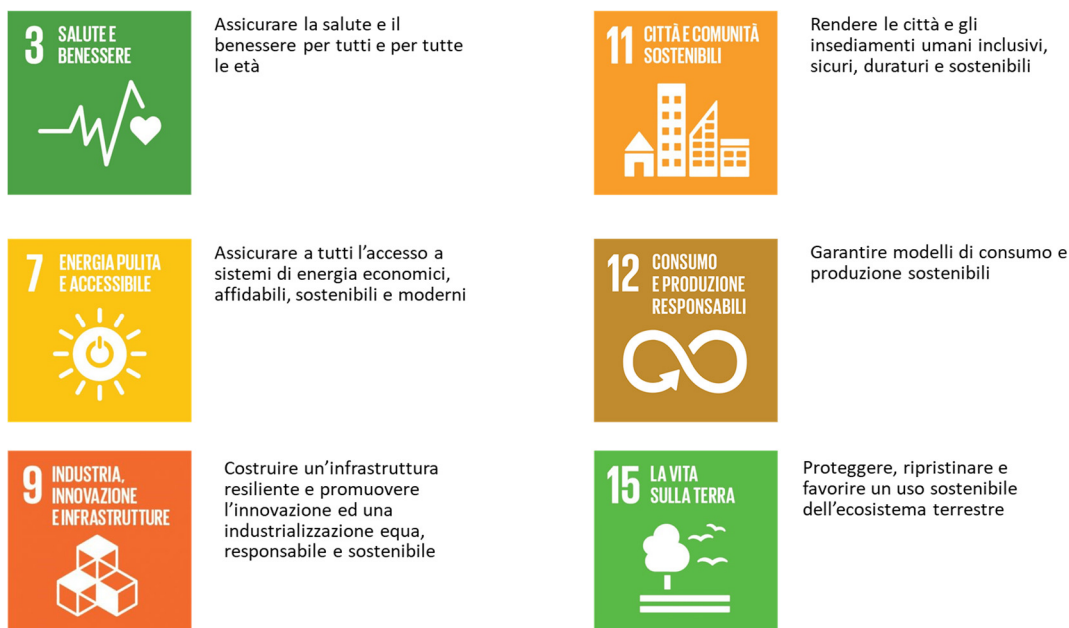 3 SALUTE E
BENESSERE
Assicurare la salute e il
benessere per tutti e per tutte
le età
11 CITTÀ E COMUNITÀ
SOSTENIBILI
Rendere le città e gli
insediamenti umani inclusivi,
sicuri, duraturi e sostenibili
7 ENERGIA PULITA
E ACCESSIBILE
Assicurare a tutti l’accesso a
sistemi di energia economici,
affidabili, sostenibili e moderni
12 CONSUMO
E PRODUZIONE
RESPONSABILI
Garantire modelli di consumo e
produzione sostenibili
9 INDUSTRIA,
INNOVAZIONE
E INFRASTRUTTURE
Costruire un’infrastruttura
resiliente e promuovere
l’innovazione ed una
industrializzazione equa,
responsabile e sostenibile
15 LA VITA
SULLA TERRA
Proteggere, ripristinare e
favorire un uso sostenibile
dell’ecosistema terrestre